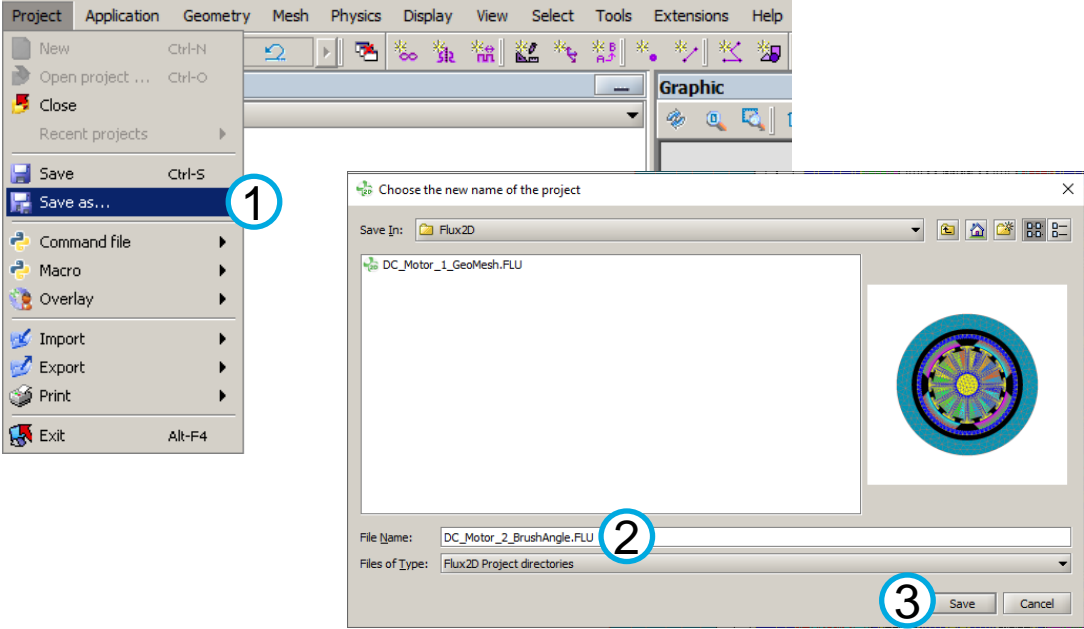 Project Application Geometry Mesh Physics Display View Select Tools Extensions Help
New Ctrl-N
Open project ... Ctrl-O
Close
Recent projects
Save Ctrl-S
Save as...
1
Command file
Macro
Overlay
Import
Export
Print
Exit Alt-F4
Graphic
Choose the new name of the project
Save In: Flux2D
DC_Motor_1_GeoMesh.FLU
File Name: DC_Motor_2_BrushAngle.FLU
2
Files of Type: Flux2D Project directories
3
Save Cancel